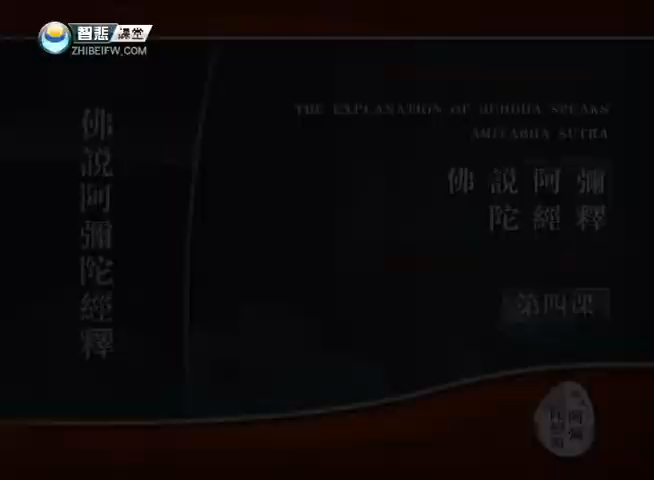 智悲課堂
ZHIBEIFW.COM
佛說阿彌陀經釋
THE EXPLANATION OF BUDDHA SPEAKS
AMITABHA SUTRA
佛說阿彌
陀經釋
第四课